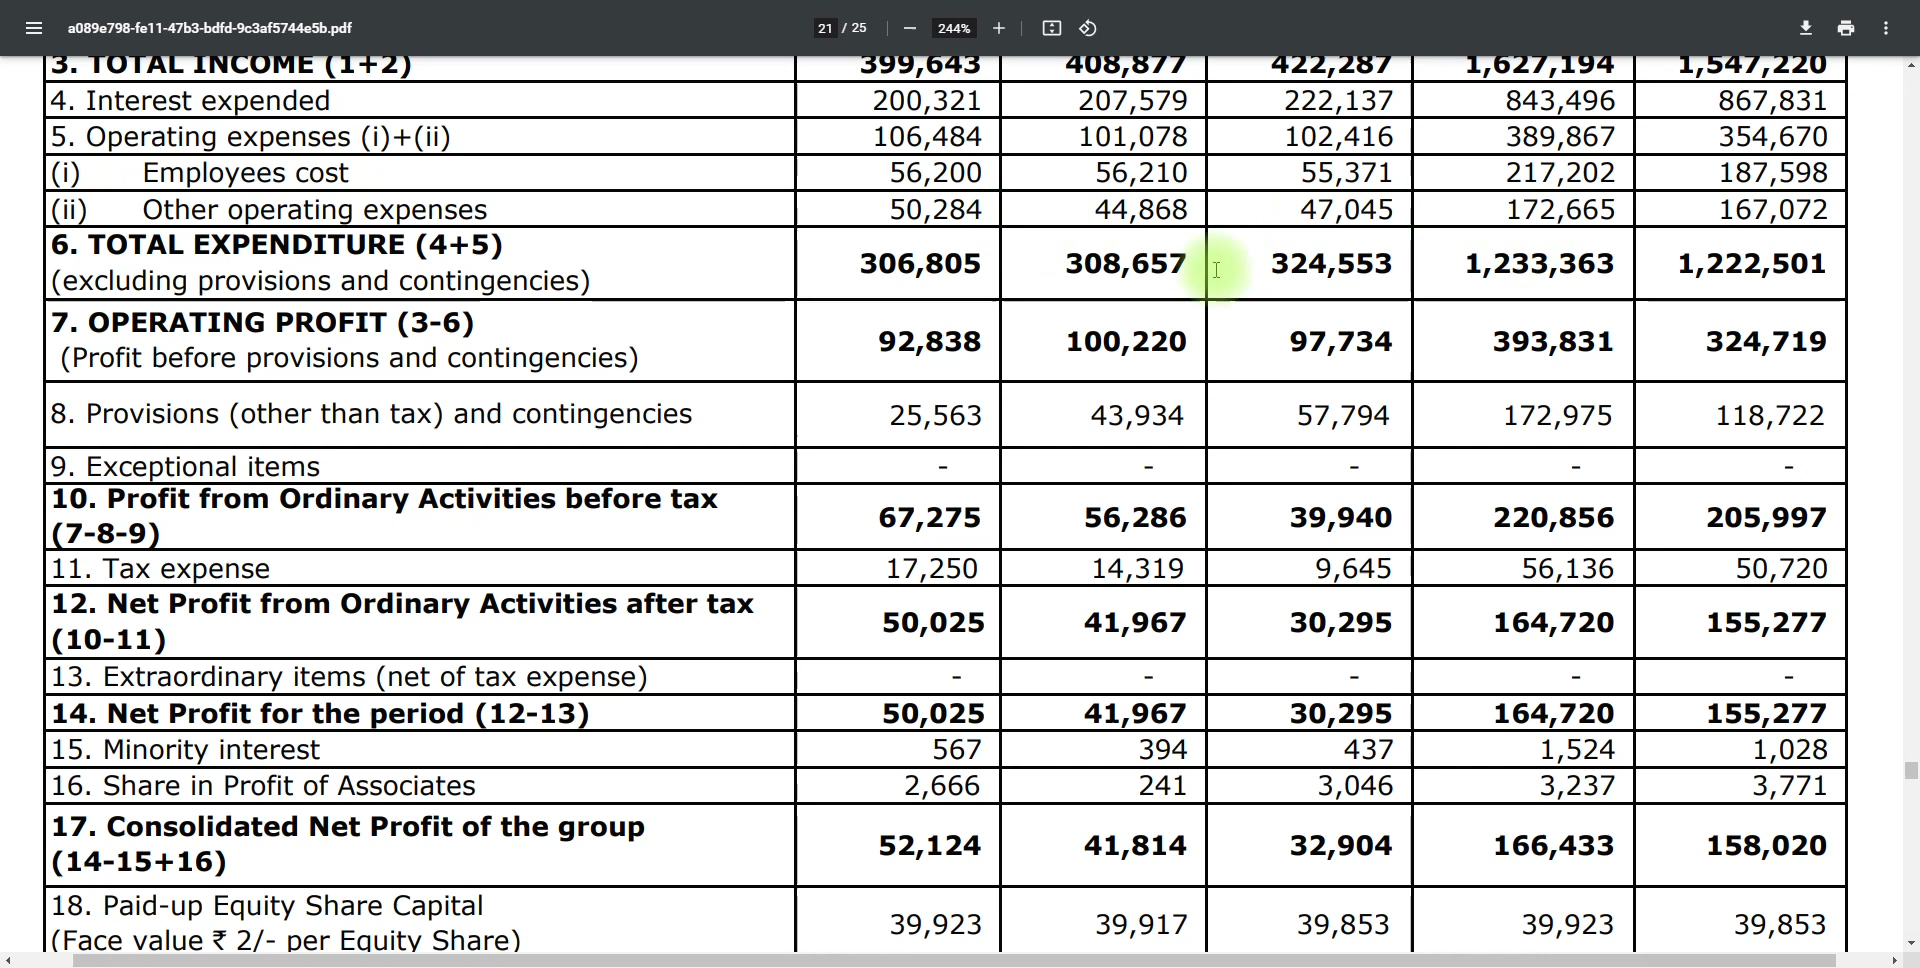 a089e798-fe11-47b3-bdfd-9c3af5744e5b.pdf 21 / 25 − 244% +
3. TOTAL INCOME (1+2) 399,643 408,877 422,287 1,627,194 1,547,220
4. Interest expended 200,321 207,579 222,137 843,496 867,831
5. Operating expenses (i)+(ii) 106,484 101,078 102,416 389,867 354,670
(i) Employees cost 56,200 56,210 55,371 217,202 187,598
(ii) Other operating expenses 50,284 44,868 47,045 172,665 167,072
6. TOTAL EXPENDITURE (4+5)
(excluding provisions and contingencies) 306,805 308,657 324,553 1,233,363 1,222,501
7. OPERATING PROFIT (3-6)
(Profit before provisions and contingencies) 92,838 100,220 97,734 393,831 324,719
8. Provisions (other than tax) and contingencies 25,563 43,934 57,794 172,975 118,722
9. Exceptional items - - - - -
10. Profit from Ordinary Activities before tax
(7-8-9) 67,275 56,286 39,940 220,856 205,997
11. Tax expense 17,250 14,319 9,645 56,136 50,720
12. Net Profit from Ordinary Activities after tax
(10-11) 50,025 41,967 30,295 164,720 155,277
13. Extraordinary items (net of tax expense) - - - - -
14. Net Profit for the period (12-13) 50,025 41,967 30,295 164,720 155,277
15. Minority interest 567 394 437 1,524 1,028
16. Share in Profit of Associates 2,666 241 3,046 3,237 3,771
17. Consolidated Net Profit of the group
(14-15+16) 52,124 41,814 32,904 166,433 158,020
18. Paid-up Equity Share Capital
(Face value ₹ 2/- per Equity Share) 39,923 39,917 39,853 39,923 39,853